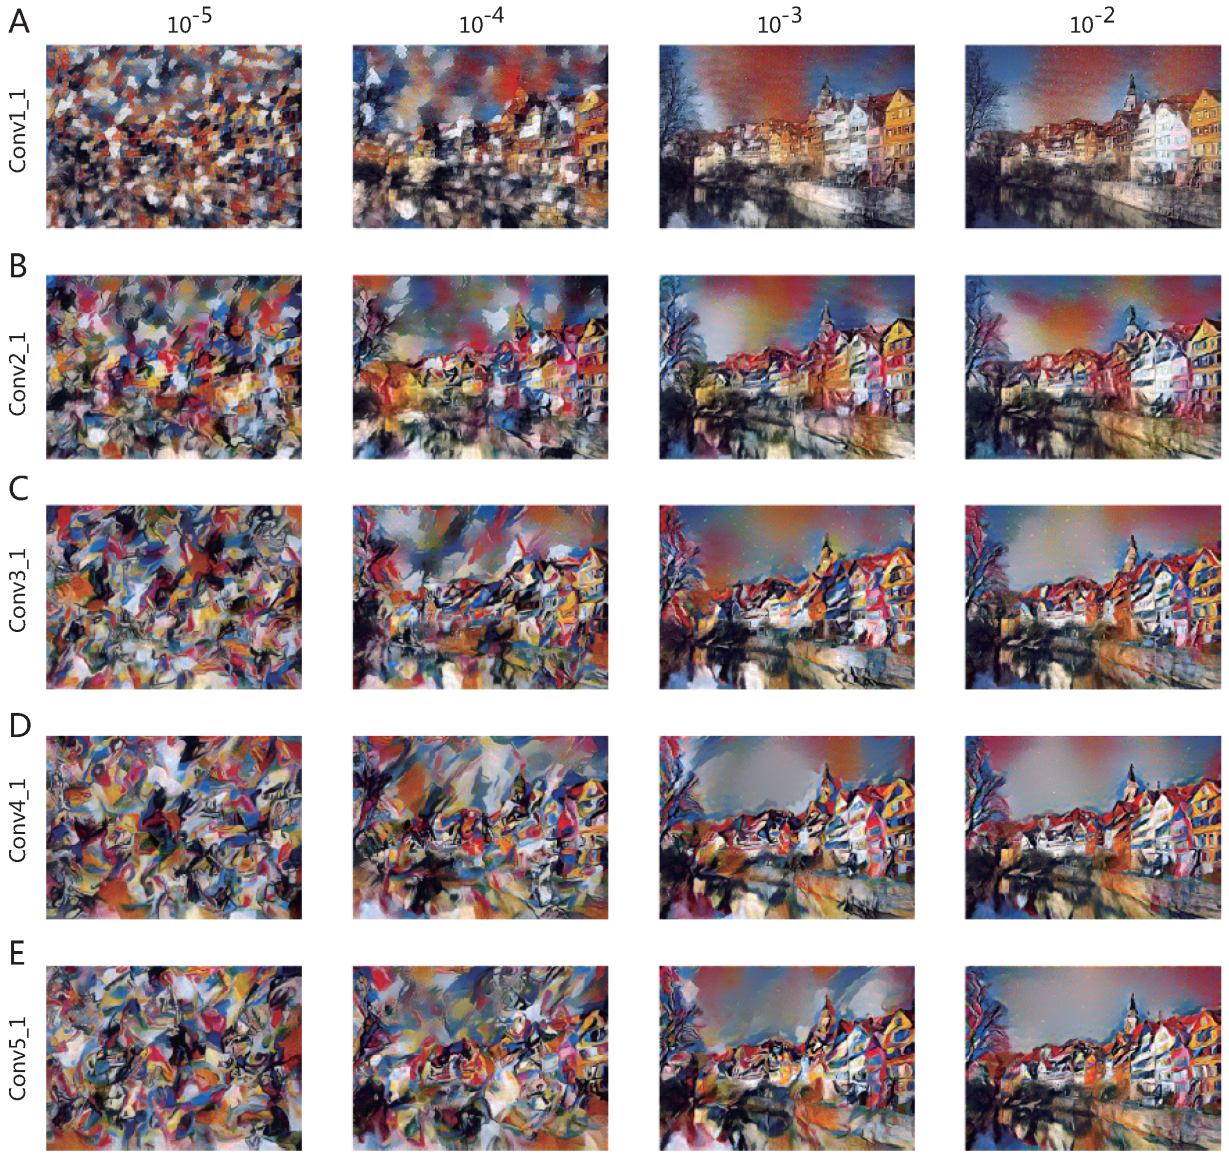 A 10-5 10-4 10-3 10-2
Conv1_1
B
Conv2_1
C
Conv3_1
D
Conv4_1
E
Conv5_1